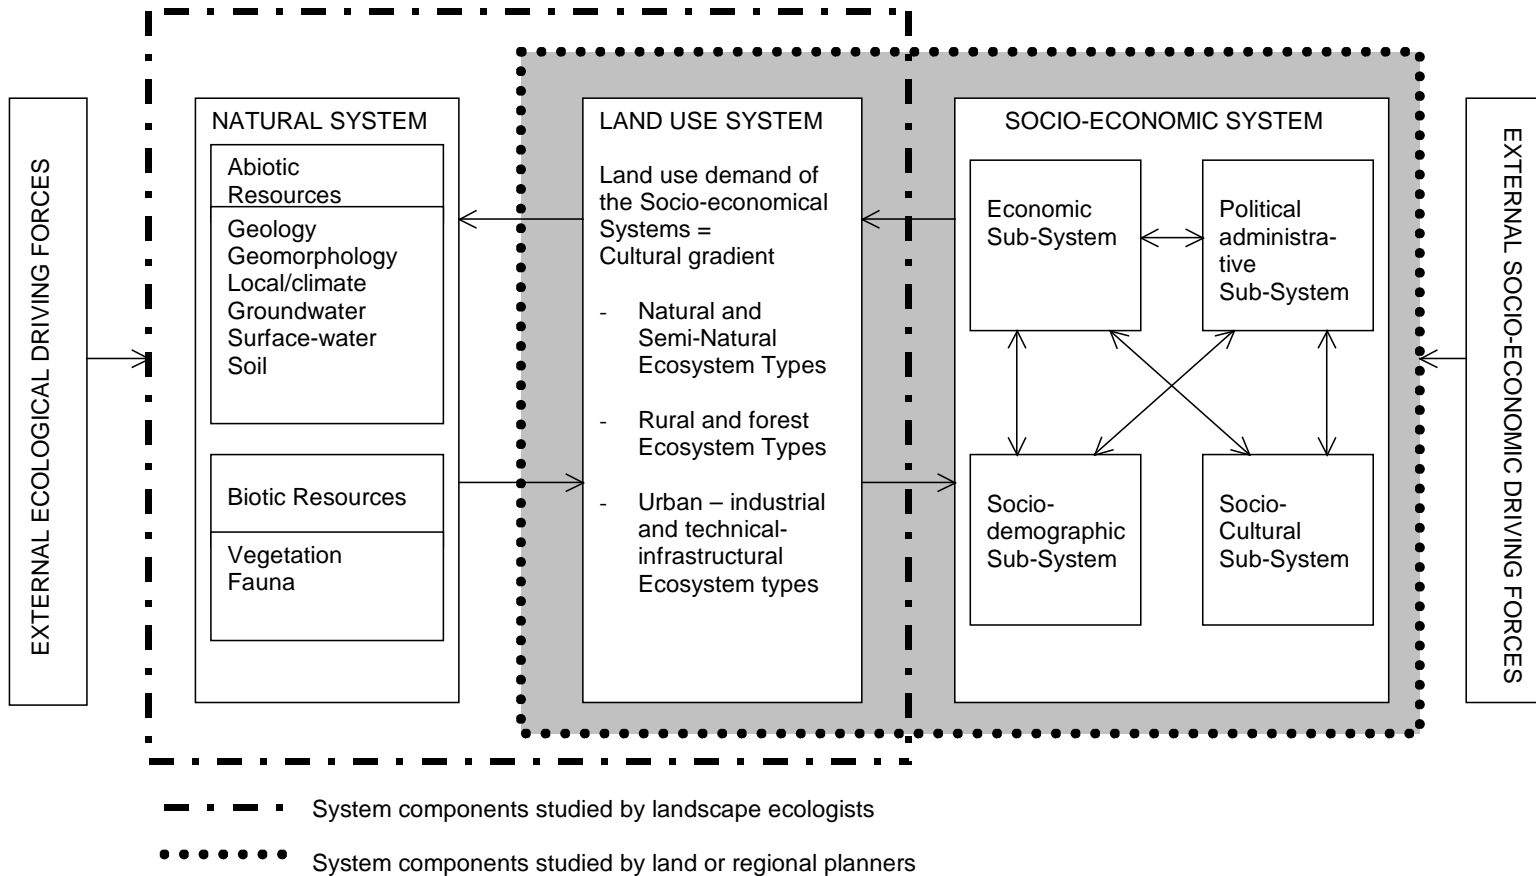 EXTERNAL ECOLOGICAL DRIVING FORCES
NATURAL SYSTEM
Abiotic
Resources
Geology
Geomorphology
Local/climate
Groundwater
Surface-water
Soil
Biotic Resources
Vegetation
Fauna
LAND USE SYSTEM
Land use demand of
the Socio-economical
Systems =
Cultural gradient
- Natural and
Semi-Natural
Ecosystem Types
- Rural and forest
Ecosystem Types
- Urban – industrial
and technical-
infrastructural
Ecosystem types
SOCIO-ECONOMIC SYSTEM
Economic
Sub-System
Political
administra-
tive
Sub-System
Socio-
demographic
Sub-System
Socio-
Cultural
Sub-System
EXTERNAL SOCIO-ECONOMIC DRIVING FORCES
System components studied by landscape ecologists
System components studied by land or regional planners